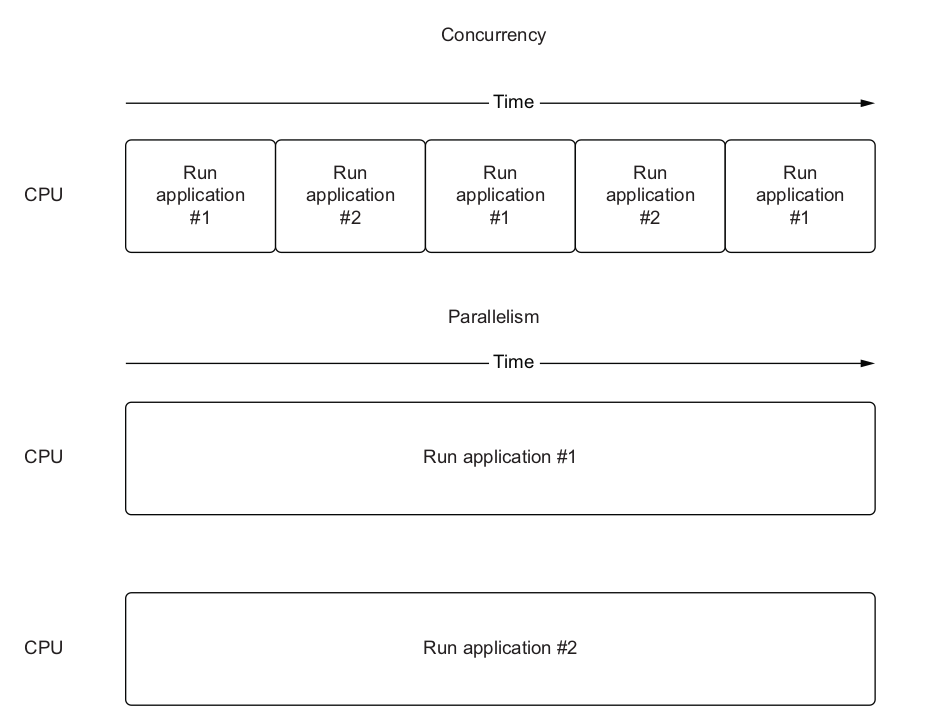 Concurrency
Time
CPU
Run
application
#1
Run
application
#2
Run
application
#1
Run
application
#2
Run
application
#1
Parallelism
Time
CPU
Run application #1
CPU
Run application #2